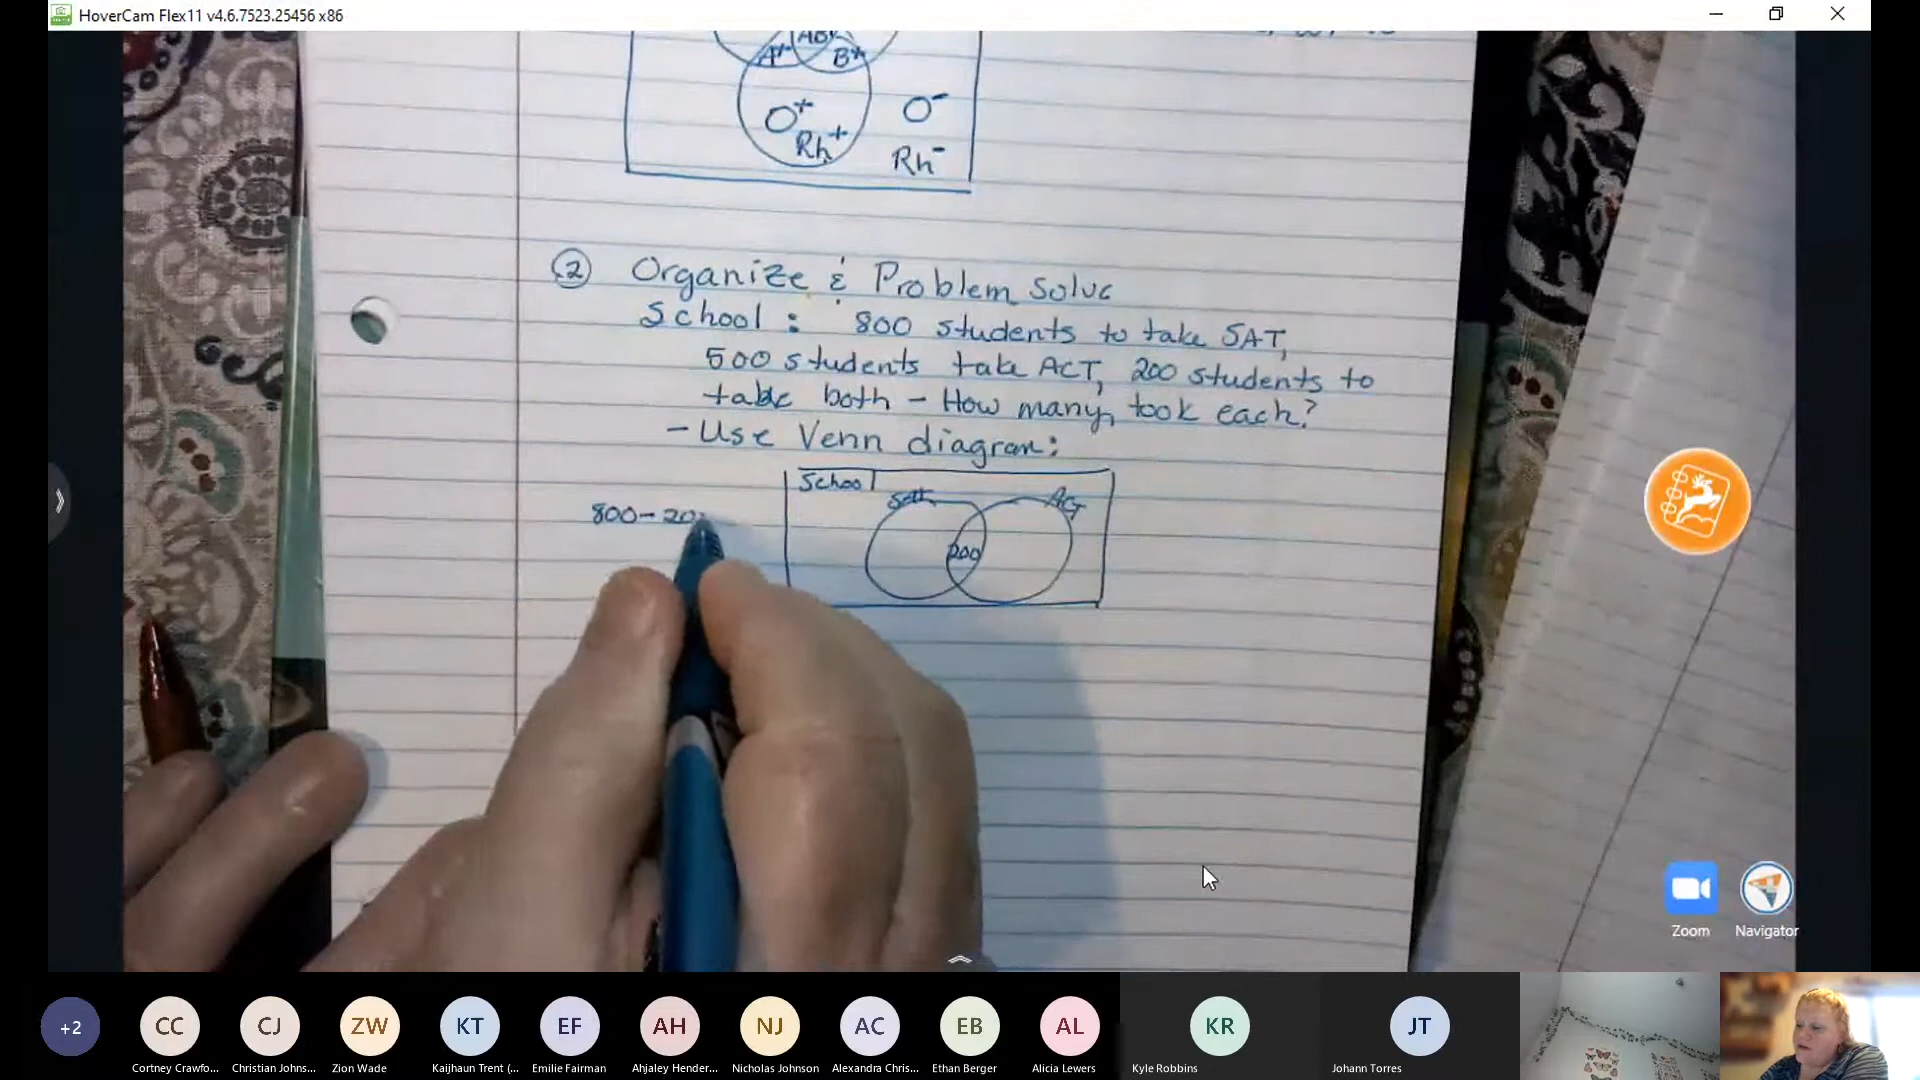 HoverCam Flex11 v4.6.7523.25456 x86
AB+
A+ B+
O+ O-
Rh+ Rh-
② Organize & Problem Solve
School: 800 students to take SAT,
500 students take ACT, 200 students to
take both - How many took each?
- Use Venn diagram:
School
ACT
800 - 20
200
Zoom
Navigator
+2
CC
CJ
ZW
KT
EF
AH
NJ
AC
EB
AL
KR
JT
Cortney Crawfo...
Christian Johns...
Zion Wade
Kaijhaun Trent (...
Emilie Fairman
Ahjaley Hender...
Nicholas Johnson
Alexandra Chris...
Ethan Berger
Alicia Lewers
Kyle Robbins
Johann Torres